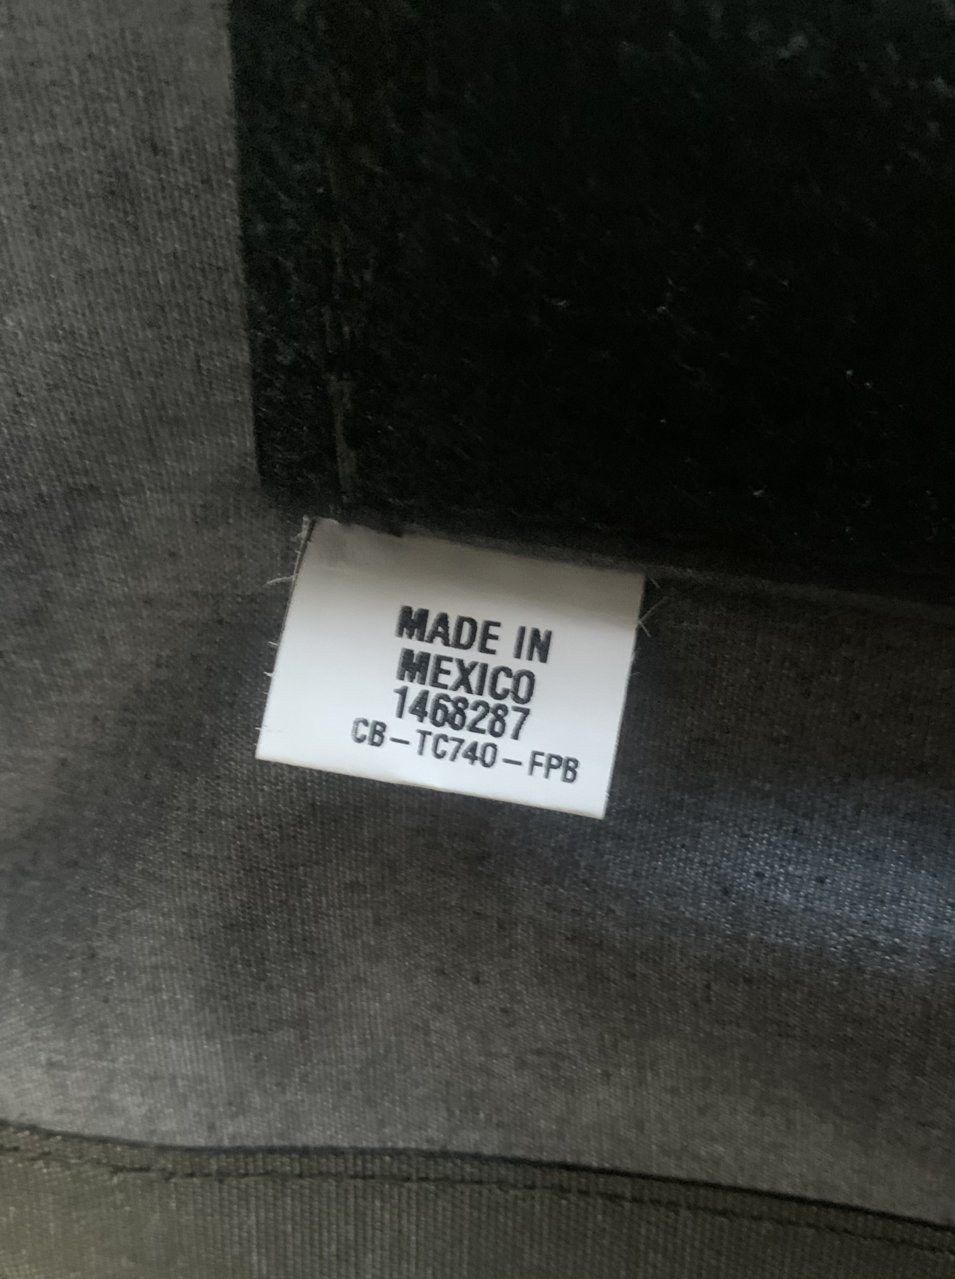 MADE IN
MEXICO
1468287
CB-TC740-FPB